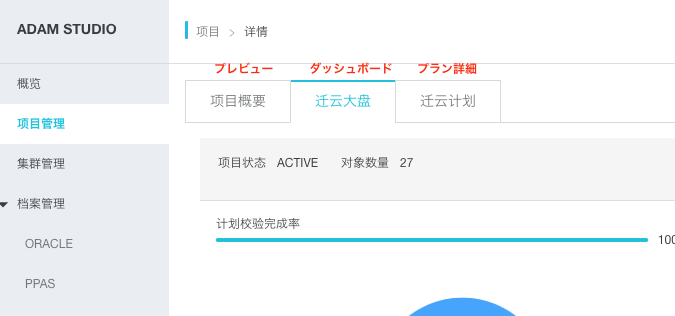 ADAM STUDIO
项目 > 详情
プレビュー ダッシュボード プラン詳細
概览
项目概要 迁云大盘 迁云计划
项目管理
集群管理
项目状态 ACTIVE 对象数量 27
档案管理
计划校验完成率
ORACLE
100
PPAS